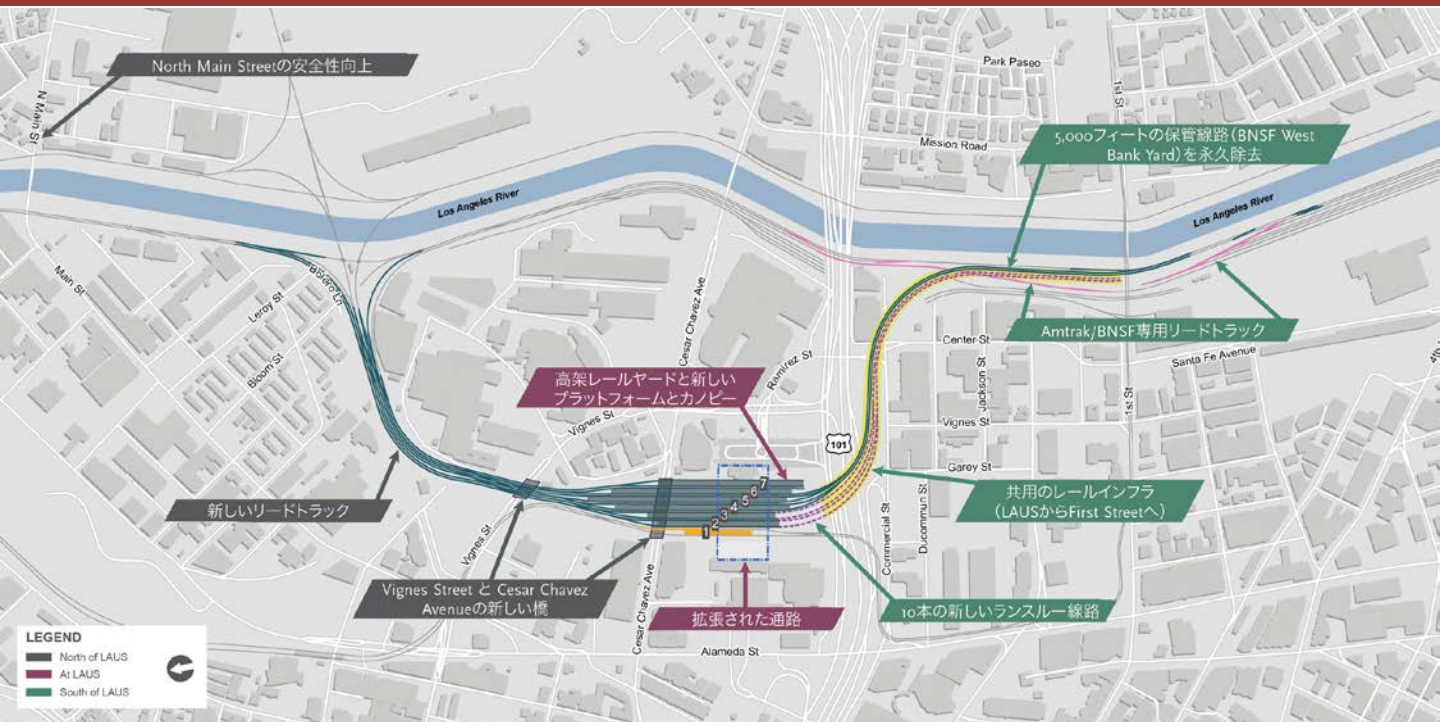 North Main Streetの安全性向上
N Main St
Park Paseo
1st St
Mission Road
5,000フィートの保管線路(BNSF West
Bank Yard)を永久除去
Los Angeles River
Los Angeles River
Main St
Leroy St
Bolero Ln
Bloom St
Cesar Chavez Ave
Ramirez St
Amtrak/BNSF専用リードトラック
Center St
Jackson St
Santa Fe Avenue
1st St
高架レールヤードと新しい
プラットフォームとカノピー
Vignes St
Vignes St
101
Garey St
新しいリードトラック
共用のレールインフラ
(LAUSからFirst Streetへ)
7
6
5
4
3
2
1
Commercial St
Ducommun St
Vignes St
Vignes Street と Cesar Chavez
Avenueの新しい橋
Cesar Chavez Ave
拡張された通路
10本の新しいランスルー線路
Alameda St
LEGEND
North of LAUS
At LAUS
South of LAUS